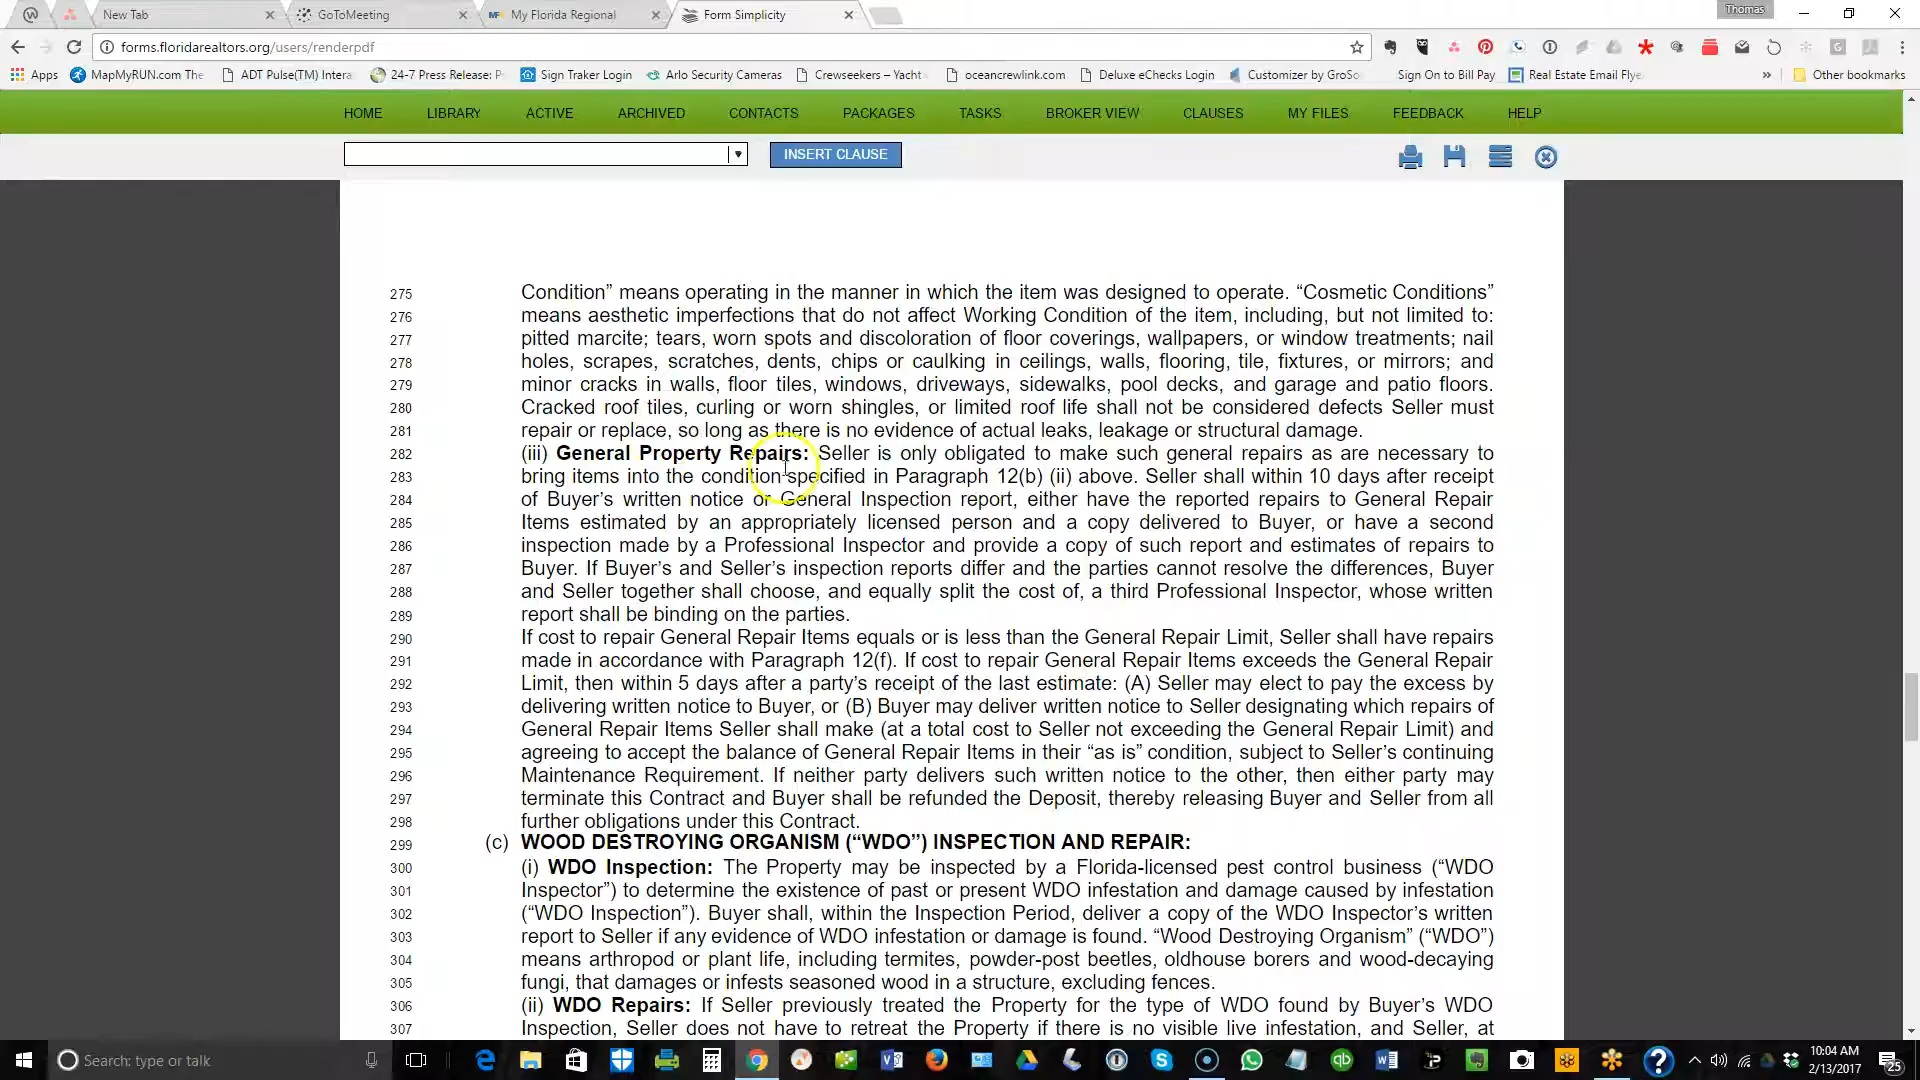 New Tab
GoToMeeting
My Florida Regional
Form Simplicity
Thomas
forms.floridarealtors.org/users/renderpdf
Apps
MapMyRUN.com The
ADT Pulse(TM) Intera
24-7 Press Release: P
Sign Traker Login
Arlo Security Cameras
Crewseekers – Yacht
oceancrewlink.com
Deluxe eChecks Login
Customizer by GroSo
Sign On to Bill Pay
Real Estate Email Flye
»
Other bookmarks
HOME LIBRARY ACTIVE ARCHIVED CONTACTS PACKAGES TASKS BROKER VIEW CLAUSES MY FILES FEEDBACK HELP
INSERT CLAUSE
275 Condition” means operating in the manner in which the item was designed to operate. “Cosmetic Conditions”
276 means aesthetic imperfections that do not affect Working Condition of the item, including, but not limited to:
277 pitted marcite; tears, worn spots and discoloration of floor coverings, wallpapers, or window treatments; nail
278 holes, scrapes, scratches, dents, chips or caulking in ceilings, walls, flooring, tile, fixtures, or mirrors; and
279 minor cracks in walls, floor tiles, windows, driveways, sidewalks, pool decks, and garage and patio floors.
280 Cracked roof tiles, curling or worn shingles, or limited roof life shall not be considered defects Seller must
281 repair or replace, so long as there is no evidence of actual leaks, leakage or structural damage.
282 (iii) General Property Repairs: Seller is only obligated to make such general repairs as are necessary to
283 bring items into the condition specified in Paragraph 12(b) (ii) above. Seller shall within 10 days after receipt
284 of Buyer’s written notice or General Inspection report, either have the reported repairs to General Repair
285 Items estimated by an appropriately licensed person and a copy delivered to Buyer, or have a second
286 inspection made by a Professional Inspector and provide a copy of such report and estimates of repairs to
287 Buyer. If Buyer’s and Seller’s inspection reports differ and the parties cannot resolve the differences, Buyer
288 and Seller together shall choose, and equally split the cost of, a third Professional Inspector, whose written
289 report shall be binding on the parties.
290 If cost to repair General Repair Items equals or is less than the General Repair Limit, Seller shall have repairs
291 made in accordance with Paragraph 12(f). If cost to repair General Repair Items exceeds the General Repair
292 Limit, then within 5 days after a party’s receipt of the last estimate: (A) Seller may elect to pay the excess by
293 delivering written notice to Buyer, or (B) Buyer may deliver written notice to Seller designating which repairs of
294 General Repair Items Seller shall make (at a total cost to Seller not exceeding the General Repair Limit) and
295 agreeing to accept the balance of General Repair Items in their “as is” condition, subject to Seller’s continuing
296 Maintenance Requirement. If neither party delivers such written notice to the other, then either party may
297 terminate this Contract and Buyer shall be refunded the Deposit, thereby releasing Buyer and Seller from all
298 further obligations under this Contract.
299 (c) WOOD DESTROYING ORGANISM (“WDO”) INSPECTION AND REPAIR:
300 (i) WDO Inspection: The Property may be inspected by a Florida-licensed pest control business (“WDO
301 Inspector”) to determine the existence of past or present WDO infestation and damage caused by infestation
302 (“WDO Inspection”). Buyer shall, within the Inspection Period, deliver a copy of the WDO Inspector’s written
303 report to Seller if any evidence of WDO infestation or damage is found. “Wood Destroying Organism” (“WDO”)
304 means arthropod or plant life, including termites, powder-post beetles, oldhouse borers and wood-decaying
305 fungi, that damages or infests seasoned wood in a structure, excluding fences.
306 (ii) WDO Repairs: If Seller previously treated the Property for the type of WDO found by Buyer’s WDO
307 Inspection, Seller does not have to retreat the Property if there is no visible live infestation, and Seller, at
Search: type or talk
10:04 AM
2/13/2017
25